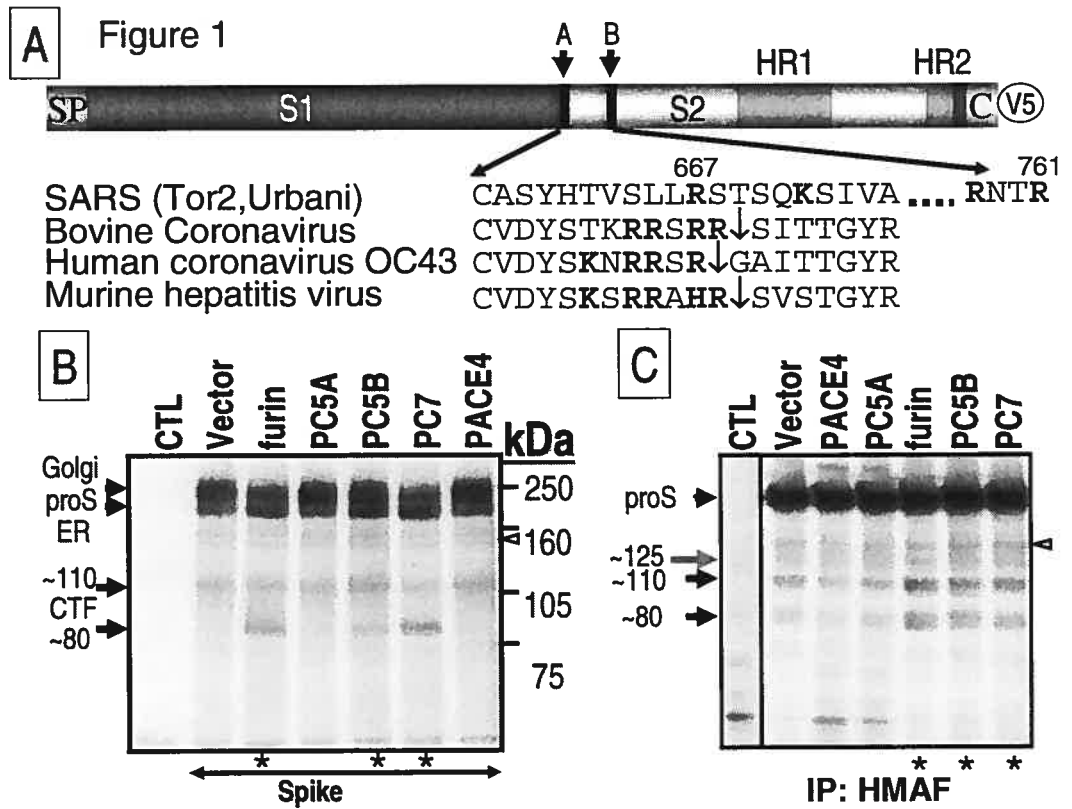 A Figure 1
A B
HR1 HR2
SP S1 S2 C V5
667 761
SARS (Tor2,Urbani) CASYHTVSLLRSTSQKSIVA .... RNTR
Bovine Coronavirus CVDYSTKRRSRR↓SITTGYR
Human coronavirus OC43 CVDYSKNRRSR↓GAITTGYR
Murine hepatitis virus CVDYSKSRRAHR↓SVSTGYR
B
CTL Vector furin PC5A PC5B PC7 PACE4
kDa
Golgi
proS
ER
~110
CTF
~80
250
160
105
75
* * *
Spike
C
CTL Vector PACE4 PC5A furin PC5B PC7
proS
~125
~110
~80
* * *
IP: HMAF